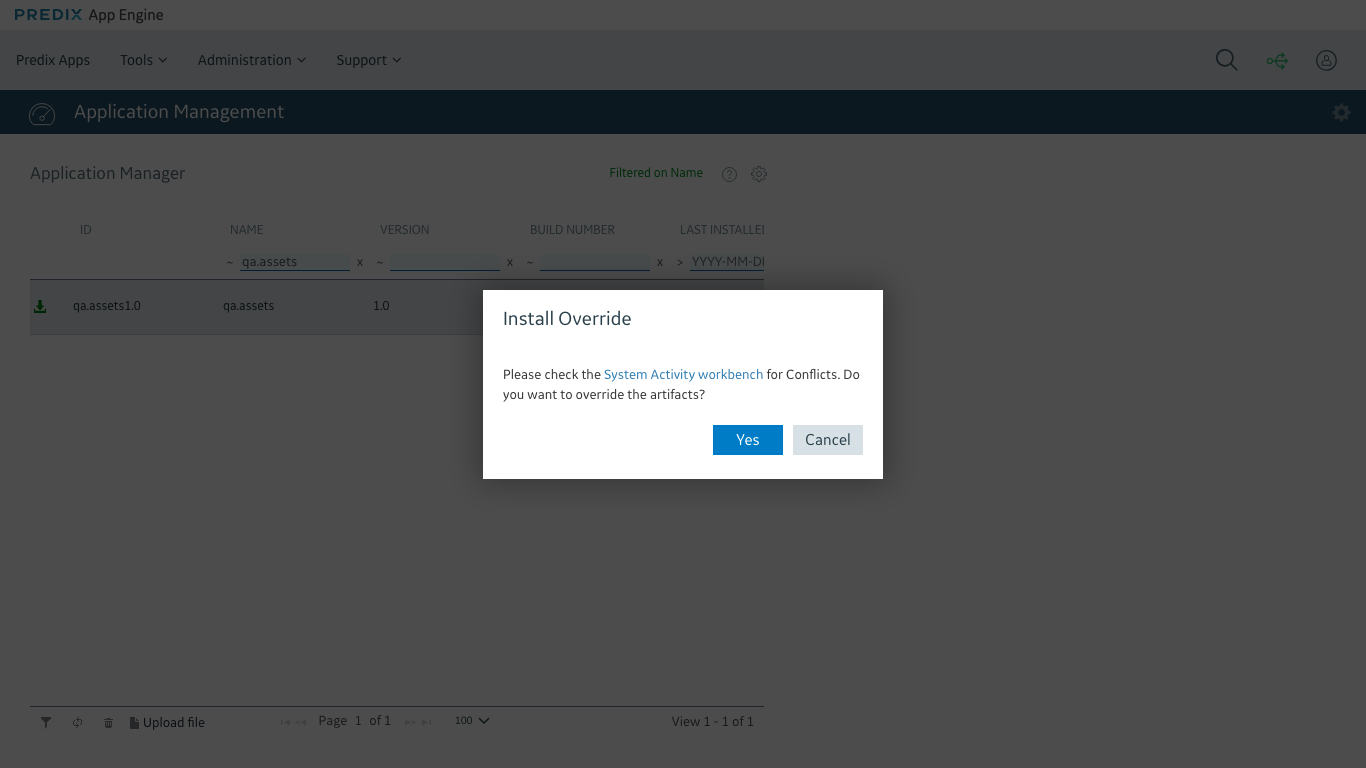 PREDIX App Engine
Predix Apps Tools Administration Support
Application Management
Application Manager Filtered on Name
ID NAME VERSION BUILD NUMBER LAST INSTALLE
~ qa.assets x ~ x ~ x > YYYY-MM-D
qa.assets1.0 qa.assets 1.0
Install Override
Please check the System Activity workbench for Conflicts. Do
you want to override the artifacts?
Yes Cancel
Upload file Page 1 of 1 100 View 1 - 1 of 1